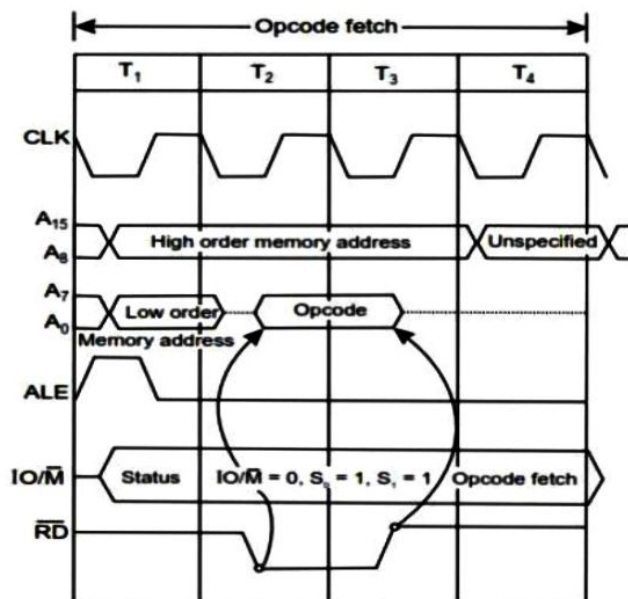 Opcode fetch
T₁ T₂ T₃ T₄
CLK
A₁₅
A₈
High order memory address
Unspecified
A₇
A₀
Low order
Opcode
Memory address
ALE
IO/M̅
Status
IO/M̅ = 0, S₀ = 1, S₁ = 1
Opcode fetch
R̅D̅